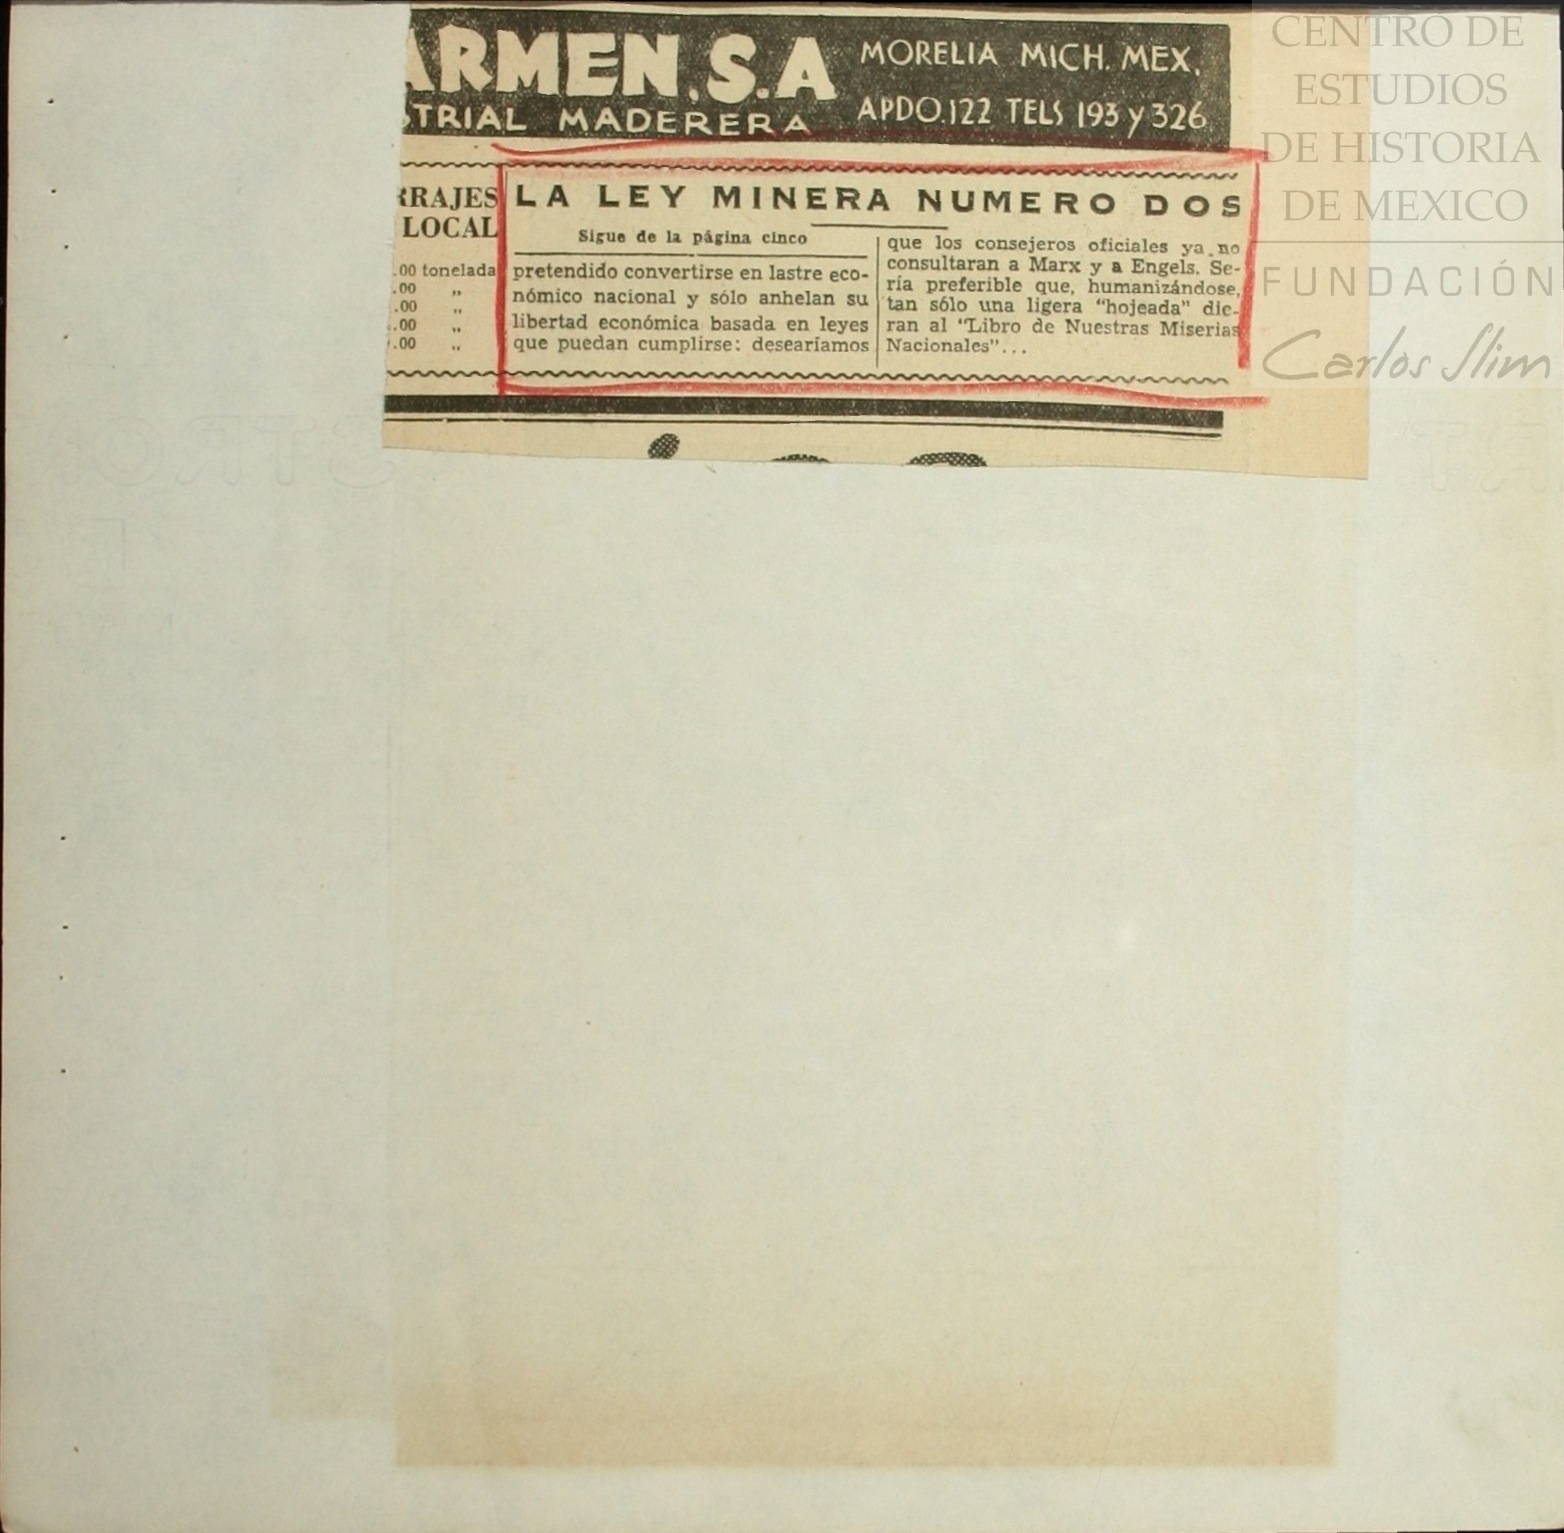 ARMEN, S.A
MORELIA MICH. MEX.
TRIAL MADERERA
APDO.122 TELS 193 y 326
RRAJES
LOCAL
.00 tonelada
.00 „
.00 „
.00 „
.00 „
LA LEY MINERA NUMERO DOS
Sigue de la página cinco
pretendido convertirse en lastre eco-
nómico nacional y sólo anhelan su
libertad económica basada en leyes
que puedan cumplirse: desearíamos
que los consejeros oficiales ya no
consultaran a Marx y a Engels. Se-
ría preferible que, humanizándose,
tan sólo una ligera "hojeada" die-
ran al "Libro de Nuestras Miserias
Nacionales"...
CENTRO DE
ESTUDIOS
DE HISTORIA
DE MEXICO
FUNDACIÓN
Carlos Slim